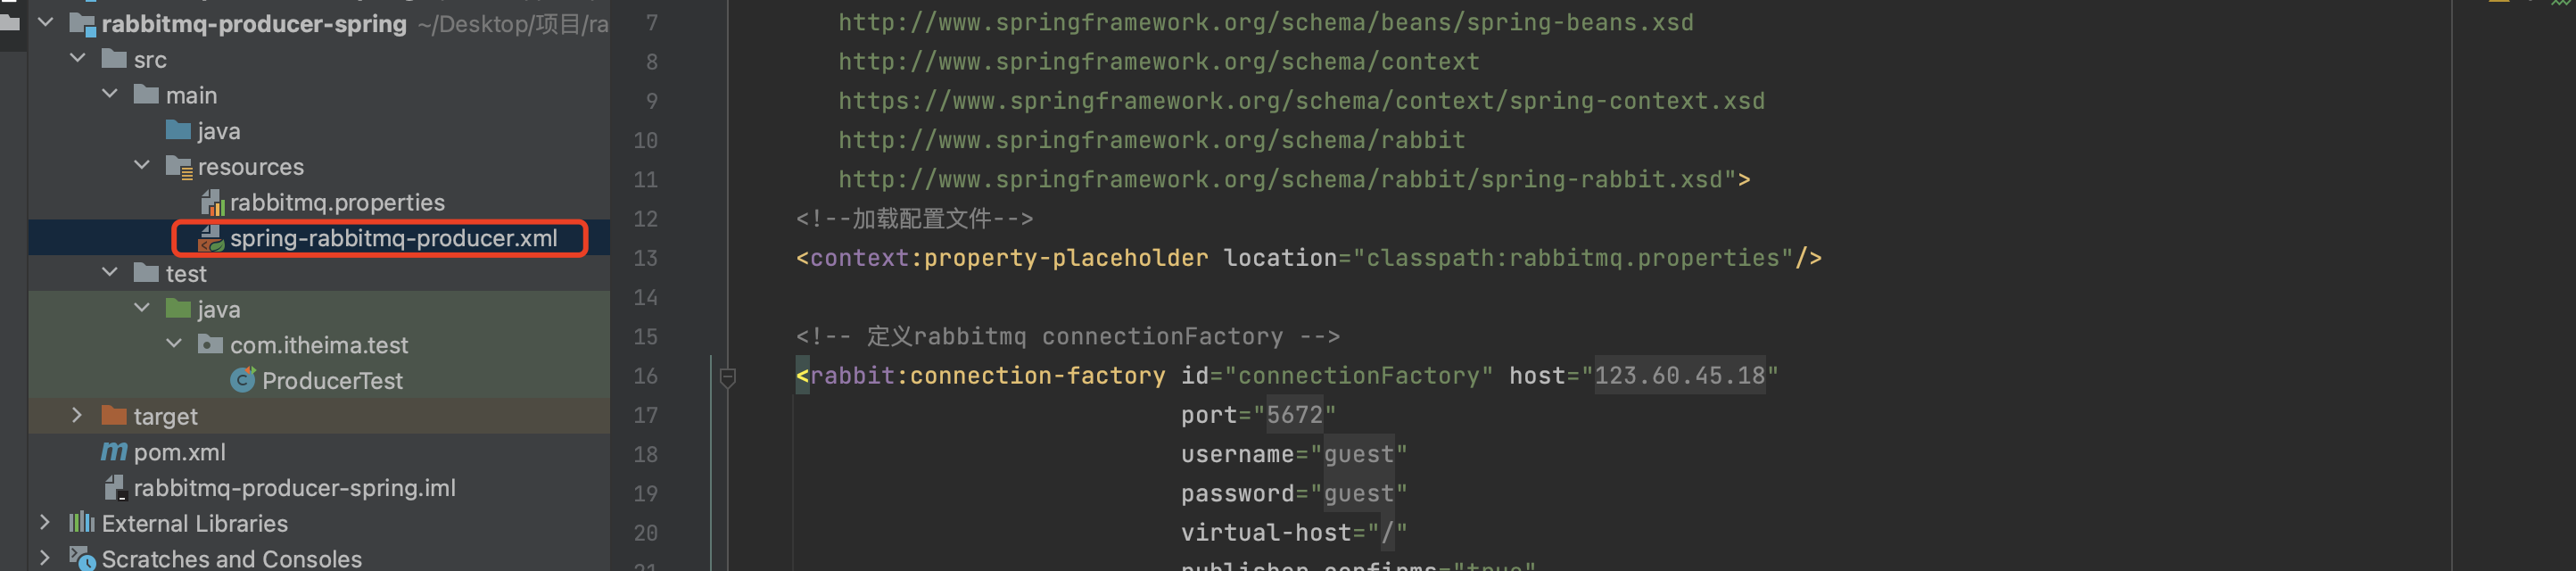 rabbitmq-producer-spring ~/Desktop/项目/ra
src
main
java
resources
rabbitmq.properties
spring-rabbitmq-producer.xml
test
java
com.itheima.test
ProducerTest
target
pom.xml
rabbitmq-producer-spring.iml
External Libraries
Scratches and Consoles
7 http://www.springframework.org/schema/beans/spring-beans.xsd
8 http://www.springframework.org/schema/context
9 https://www.springframework.org/schema/context/spring-context.xsd
10 http://www.springframework.org/schema/rabbit
11 http://www.springframework.org/schema/rabbit/spring-rabbit.xsd">
12 <!--加载配置文件-->
13 <context:property-placeholder location="classpath:rabbitmq.properties"/>
14
15 <!-- 定义rabbitmq connectionFactory -->
16 <rabbit:connection-factory id="connectionFactory" host="123.60.45.18"
17 port="5672"
18 username="guest"
19 password="guest"
20 virtual-host="/"
21 publisher-confirms="true"